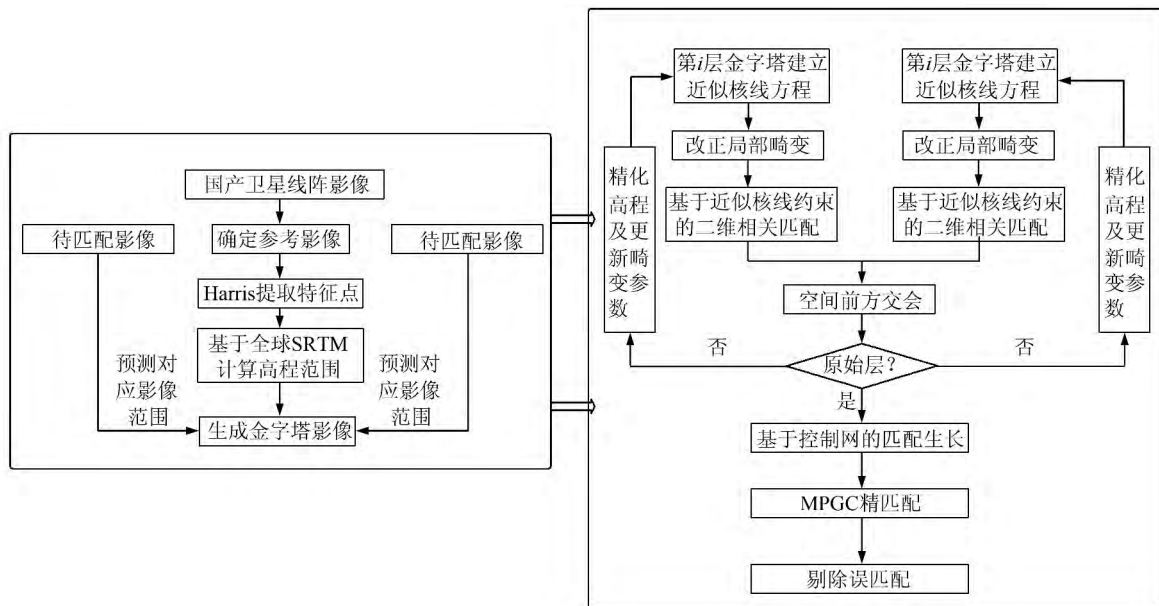 国产卫星线阵影像
待匹配影像
确定参考影像
待匹配影像
Harris提取特征点
基于全球SRTM
计算高程范围
预测对
应影像
范围
预测对
应影像
范围
生成金字塔影像
第i层金字塔建立
近似核线方程
第i层金字塔建立
近似核线方程
改正局部畸变
改正局部畸变
精化
高程
及更
新畸
变参
数
基于近似核线约束
的二维相关匹配
基于近似核线约束
的二维相关匹配
精化
高程
及更
新畸
变参
数
空间前方交会
否
原始层?
否
是
基于控制网的匹配生长
MPGC精匹配
剔除误匹配